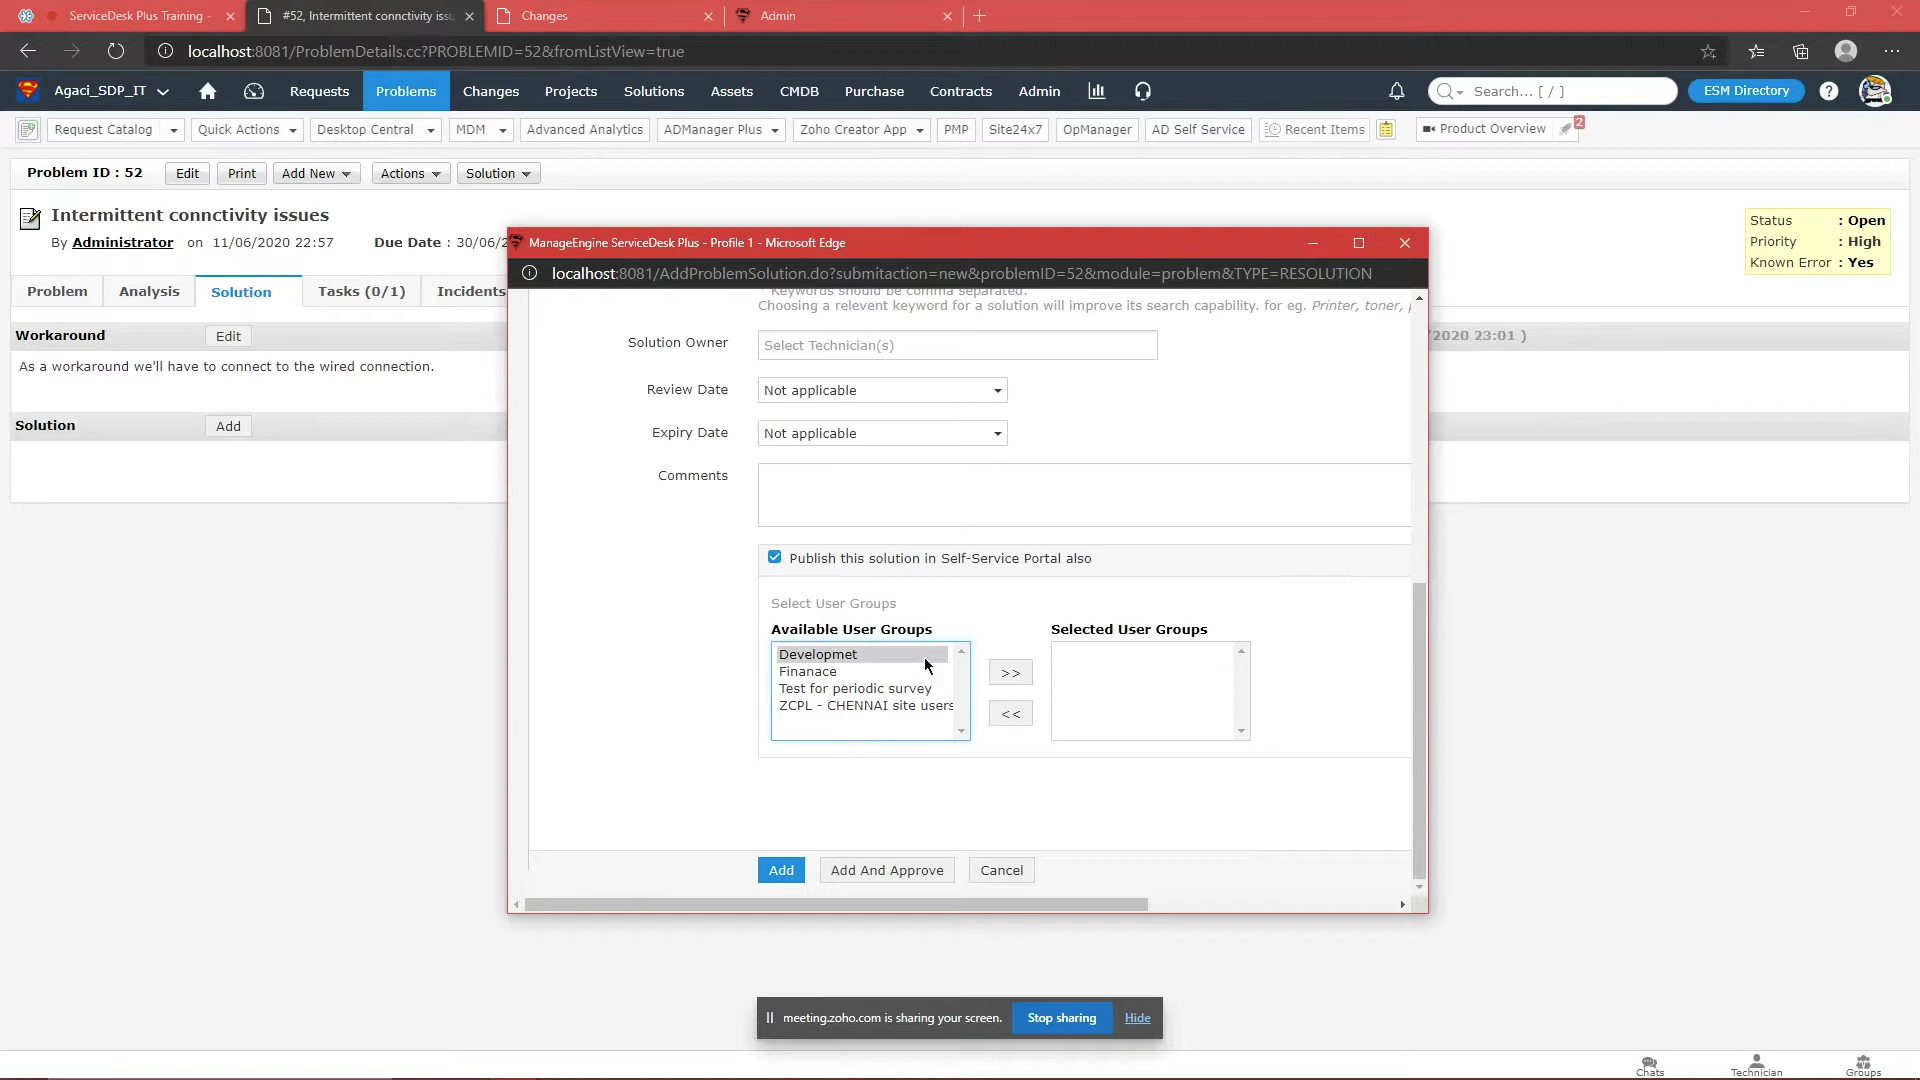 ServiceDesk Plus Training -
#52, Intermittent connctivity issu
Changes
Admin
localhost:8081/ProblemDetails.cc?PROBLEMID=52&fromListView=true
Agaci_SDP_IT
Requests
Problems
Changes
Projects
Solutions
Assets
CMDB
Purchase
Contracts
Admin
Search... [ / ]
ESM Directory
Request Catalog
Quick Actions
Desktop Central
MDM
Advanced Analytics
ADManager Plus
Zoho Creator App
PMP
Site24x7
OpManager
AD Self Service
Recent Items
Product Overview
2
Problem ID : 52
Edit
Print
Add New
Actions
Solution
Intermittent connctivity issues
By Administrator on 11/06/2020 22:57 Due Date : 30/06/2
Status : Open
Priority : High
Known Error : Yes
Problem
Analysis
Solution
Tasks (0/1)
Incidents
Workaround
Edit
/2020 23:01 )
As a workaround we'll have to connect to the wired connection.
Solution
Add
ManageEngine ServiceDesk Plus - Profile 1 - Microsoft Edge
localhost:8081/AddProblemSolution.do?submitaction=new&problemID=52&module=problem&TYPE=RESOLUTION
* Keywords should be comma separated.
Choosing a relevent keyword for a solution will improve its search capability. for eg. Printer, toner,
Solution Owner
Select Technician(s)
Review Date
Not applicable
Expiry Date
Not applicable
Comments
Publish this solution in Self-Service Portal also
Select User Groups
Available User Groups
Selected User Groups
Developmet
Finanace
Test for periodic survey
ZCPL - CHENNAI site users
>>
<<
Add
Add And Approve
Cancel
meeting.zoho.com is sharing your screen.
Stop sharing
Hide
Chats
Technician
Groups